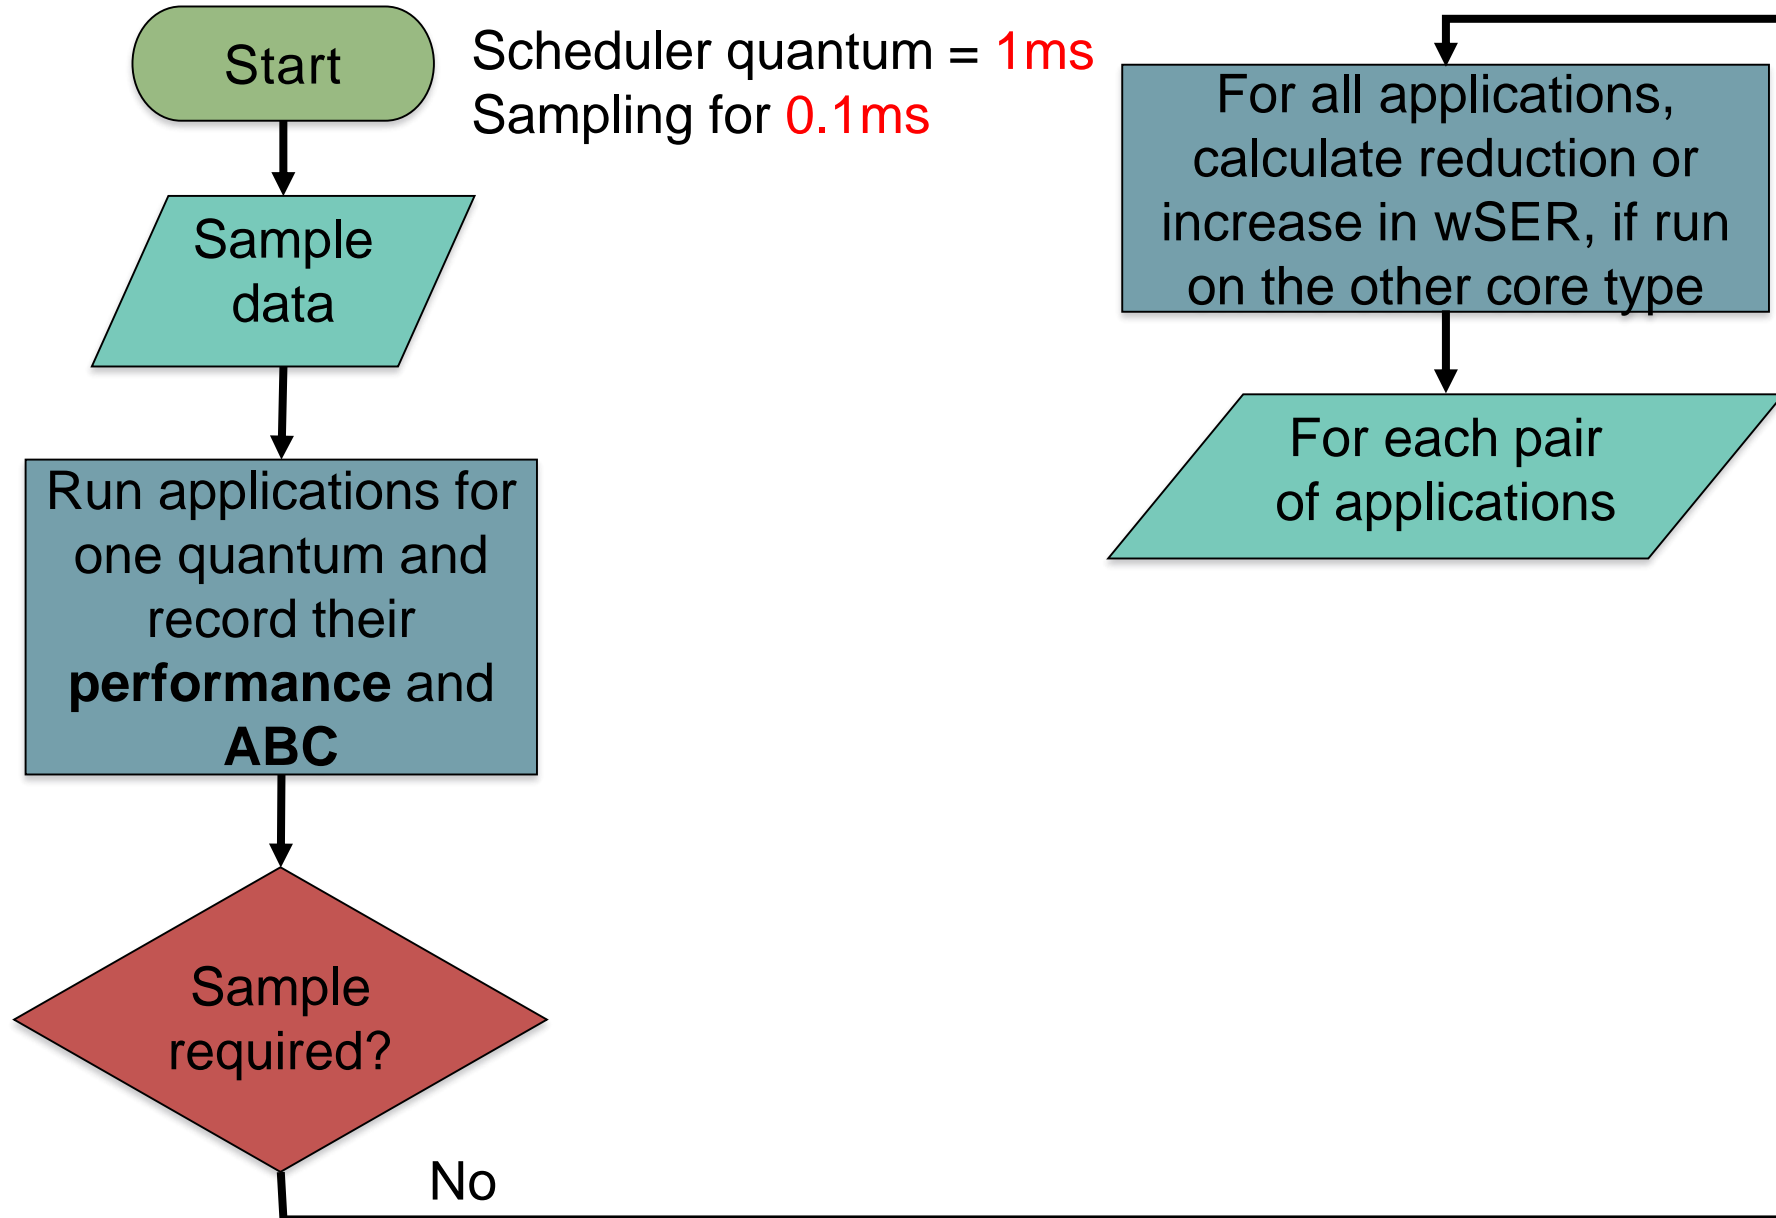 Start
Scheduler quantum = 1ms
Sampling for 0.1ms
Sample
data
Run applications for
one quantum and
record their
performance and
ABC
Sample
required?
No
For all applications,
calculate reduction or
increase in wSER, if run
on the other core type
For each pair
of applications